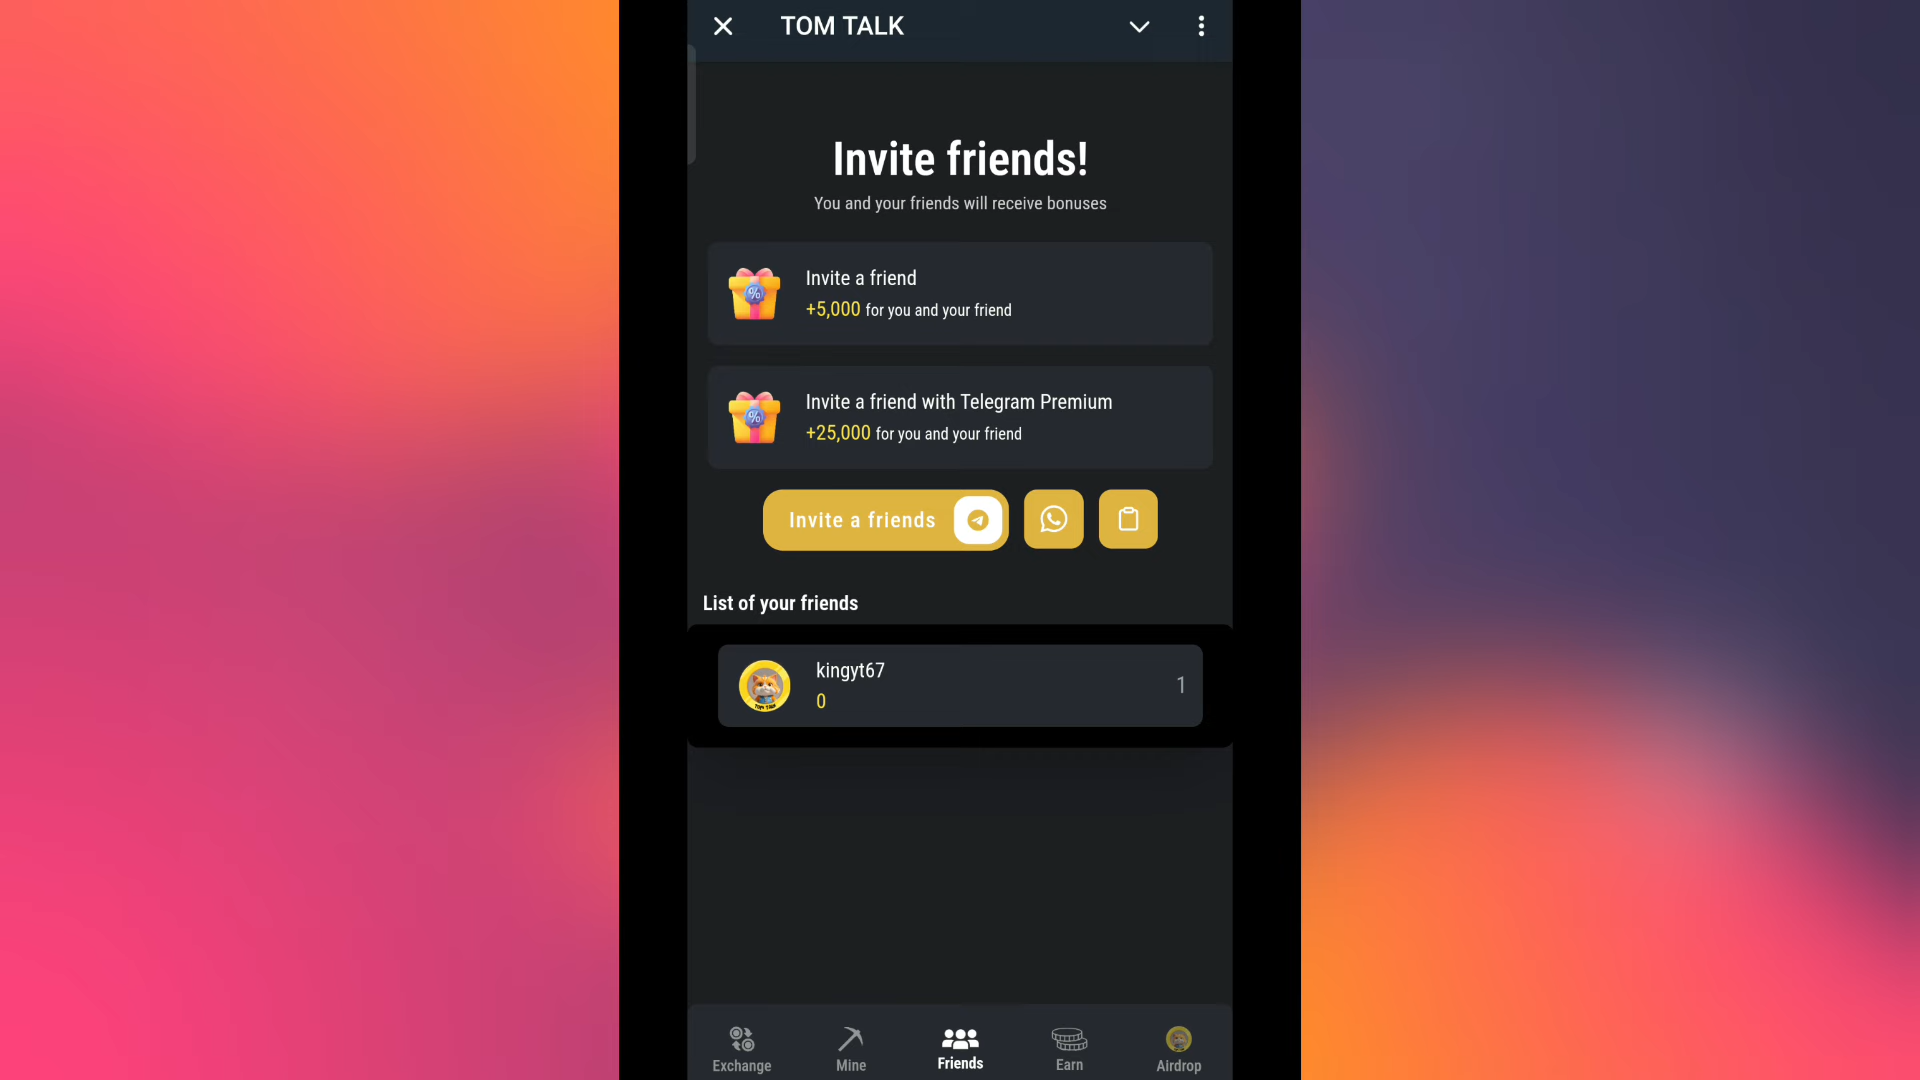 TOM TALK
Invite friends!
You and your friends will receive bonuses
Invite a friend
+5,000 for you and your friend
Invite a friend with Telegram Premium
+25,000 for you and your friend
Invite a friends
List of your friends
kingyt67
0
1
TOM TALK
Exchange
Mine
Friends
Earn
Airdrop